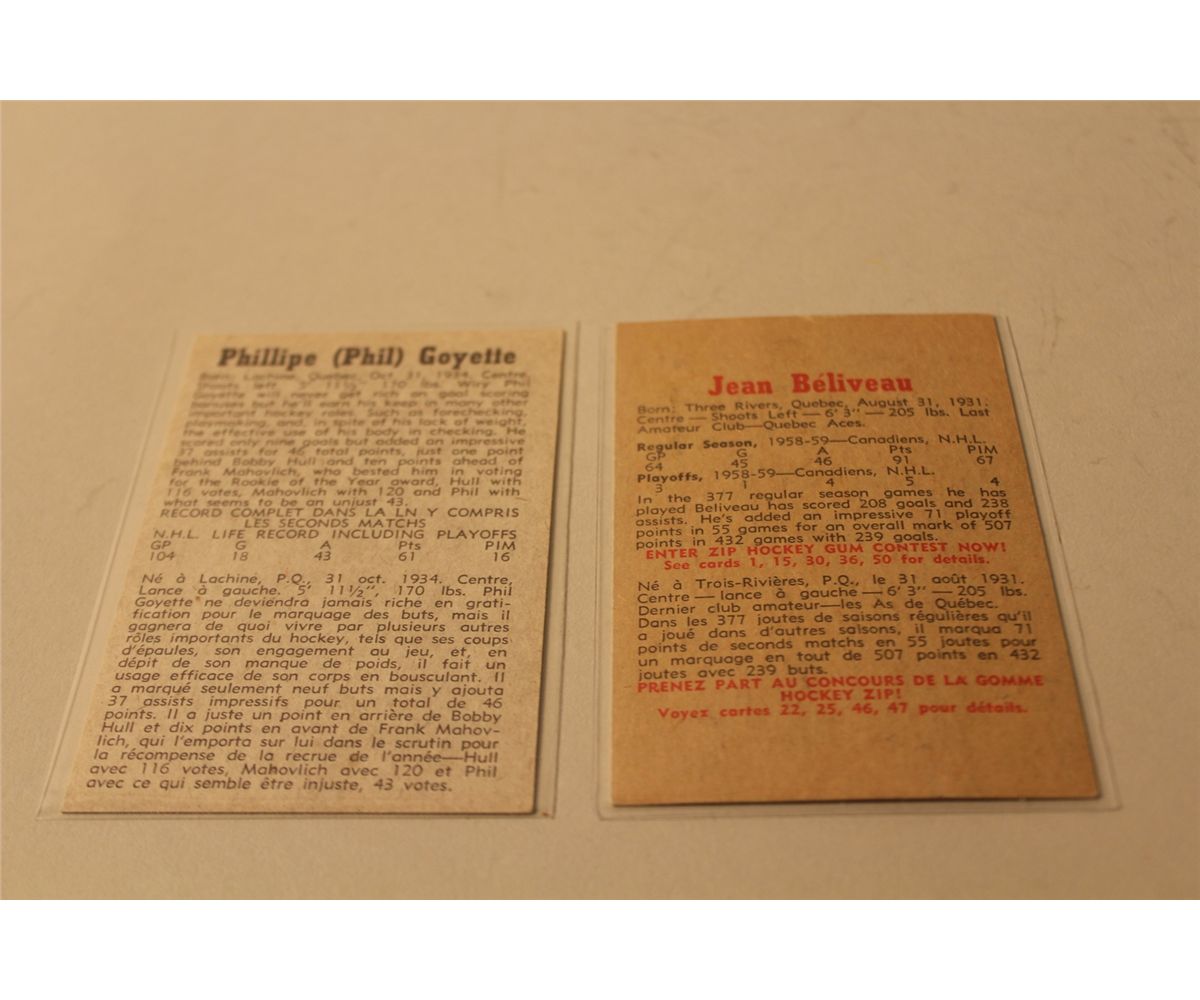 Phillipe (Phil) Goyette
Born: Lachine, Quebec, Oct. 31, 1934. Centre,
Shoots left. 5' 11½" 170 lbs. Wiry Phil
Goyette will never get rich on goal scoring
bonuses but he'll earn his keep in many other
important hockey roles. Such as forechecking,
playmaking, and, in spite of his lack of weight,
the effective use of his body in checking. He
scored only nine goals but added an impressive
37 assists for 46 total points, just one point
behind Bobby Hull and ten points ahead of
Frank Mahovlich, who bested him in voting
for the Rookie of the Year award, Hull with
116 votes, Mahovlich with 120 and Phil with
what seems to be an unjust 43.
RECORD COMPLET DANS LA LN Y COMPRIS
LES SECONDS MATCHS
N.H.L. LIFE RECORD INCLUDING PLAYOFFS
GP G A Pts PIM
104 18 43 61 16
Né à Lachine, P.Q., 31 oct. 1934. Centre,
Lance à gauche. 5' 11½", 170 lbs. Phil
Goyette ne deviendra jamais riche en grati-
fication pour le marquage des buts, mais il
gagnera de quoi vivre par plusieurs autres
rôles importants du hockey, tels que ses coups
d'épaules, son engagement au jeu, et, en
dépit de son manque de poids, il fait un
usage efficace de son corps en bousculant. Il
a marqué seulement neuf buts mais y ajouta
37 assists impressifs pour un total de 46
points. Il a juste un point en arrière de Bobby
Hull et dix points en avant de Frank Mahov-
lich, qui l'emporta sur lui dans le scrutin pour
la récompense de la recrue de l'année—Hull
avec 116 votes, Mahovlich avec 120 et Phil
avec ce qui semble être injuste, 43 votes.
Jean Béliveau
Born: Three Rivers, Quebec, August 31, 1931.
Centre — Shoots Left — 6' 3" — 205 lbs. Last
Amateur Club—Quebec Aces.
Regular Season, 1958-59—Canadiens, N.H.L.
GP G A Pts PIM
64 45 46 91 67
Playoffs, 1958-59—Canadiens, N.H.L.
3 1 4 5 4
In the 377 regular season games he has
played Beliveau has scored 208 goals and 238
assists. He's added an impressive 71 playoff
points in 55 games for an overall mark of 507
points in 432 games with 239 goals.
ENTER ZIP HOCKEY GUM CONTEST NOW!
See cards 1, 15, 30, 36, 50 for details.
Né à Trois-Rivières, P.Q., le 31 août 1931.
Centre — lance à gauche — 6' 3" — 205 lbs.
Dernier club amateur—les As de Québec.
Dans les 377 joutes de saisons régulières qu'il
a joué dans d'autres saisons, il marqua 71
points de seconds matchs en 55 joutes pour
un marquage en tout de 507 points en 432
joutes avec 239 buts.
PRENEZ PART AU CONCOURS DE LA GOMME
HOCKEY ZIP!
Voyez cartes 22, 25, 46, 47 pour détails.